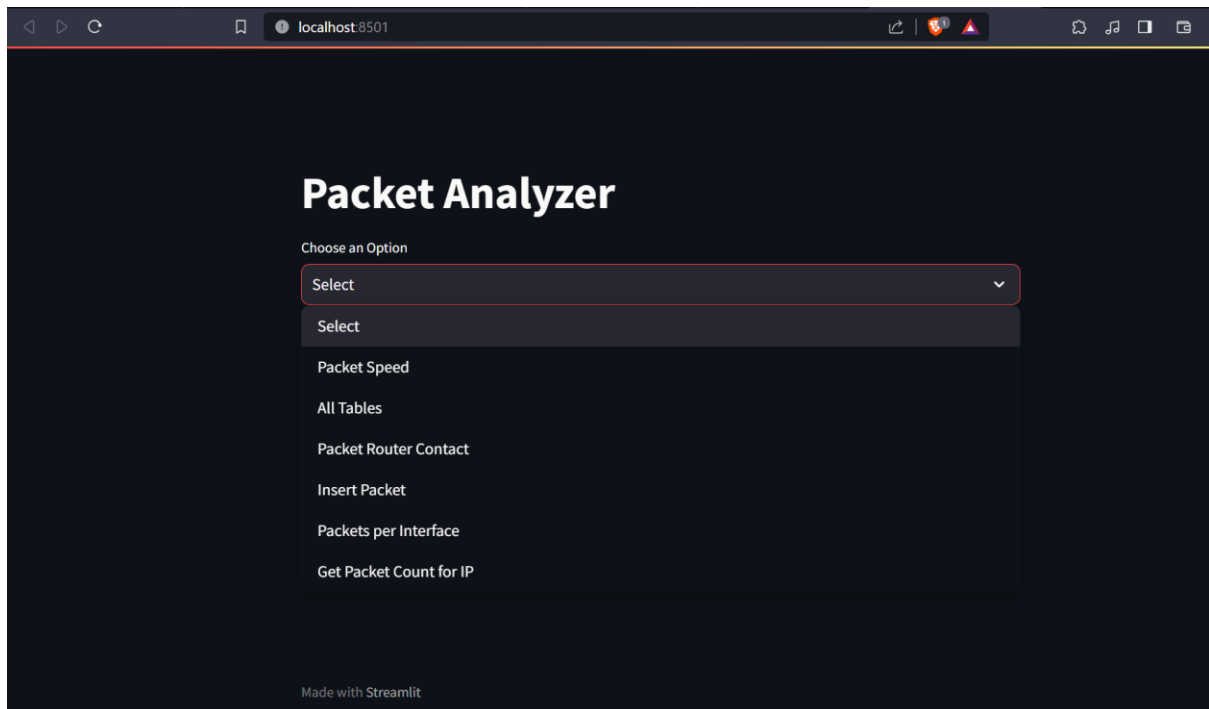 localhost:8501
1
Packet Analyzer
Choose an Option
Select
Select
Packet Speed
All Tables
Packet Router Contact
Insert Packet
Packets per Interface
Get Packet Count for IP
Made with Streamlit